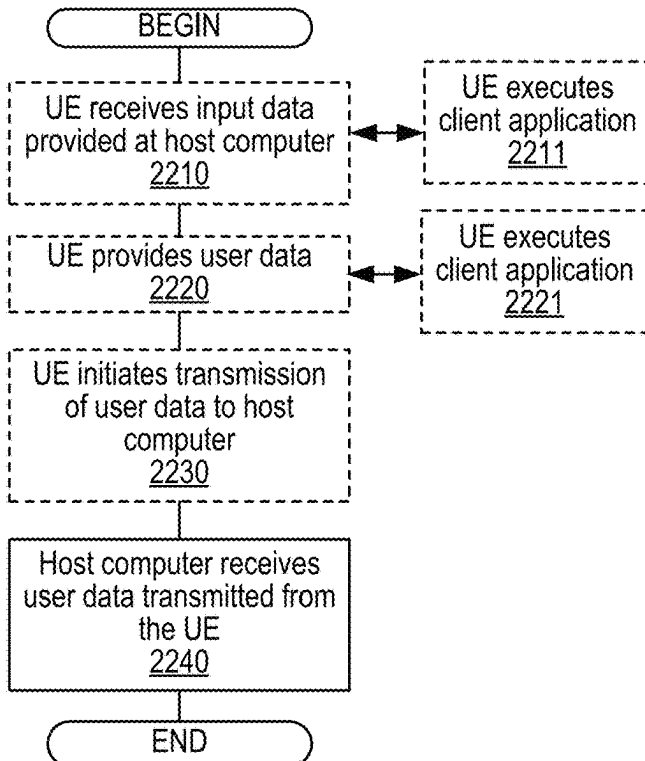 BEGIN
UE receives input data
provided at host computer
2210
UE executes
client application
2211
UE provides user data
2220
UE executes
client application
2221
UE initiates transmission
of user data to host
computer
2230
Host computer receives
user data transmitted from
the UE
2240
END